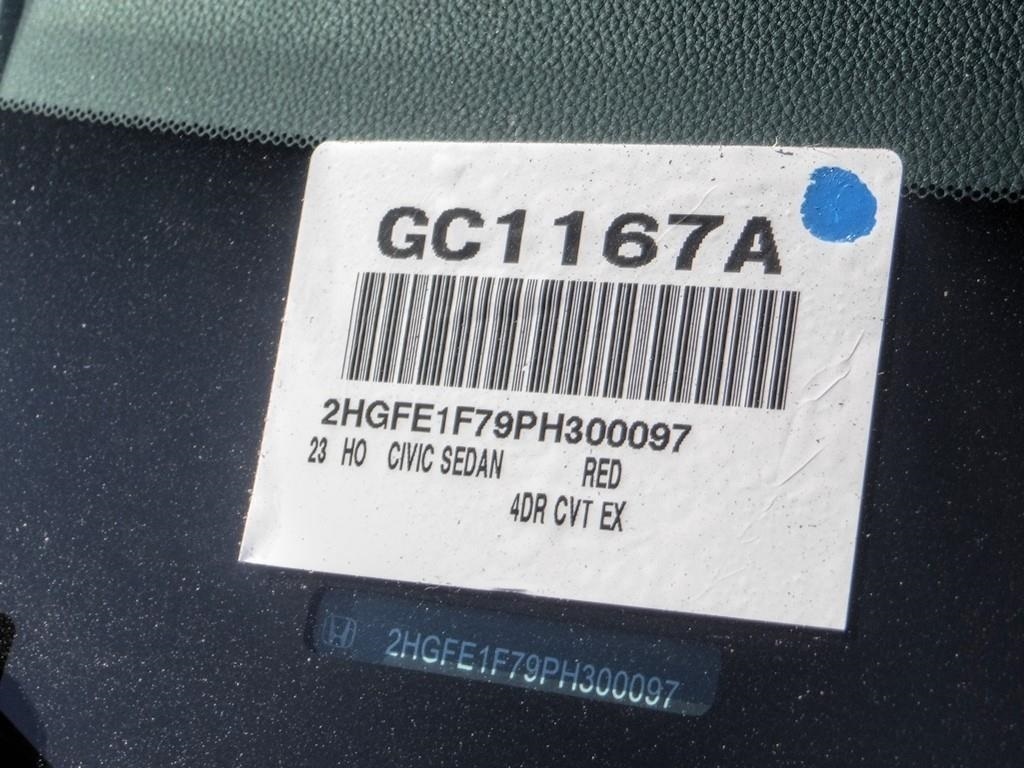 GC1167A
2HGFE1F79PH300097
23 HO CIVIC SEDAN RED
4DR CVT EX
2HGFE1F79PH300097